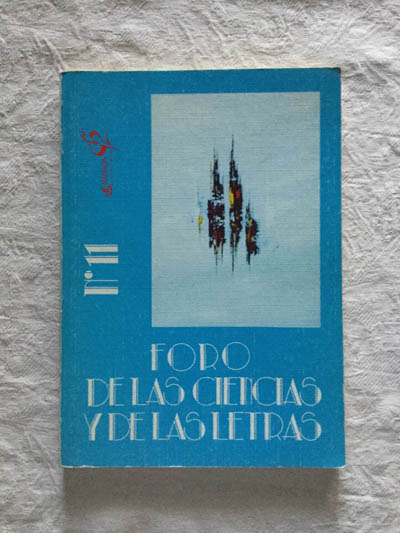 nº 11
FORO
DE LAS CIENCIAS
Y DE LAS LETRAS